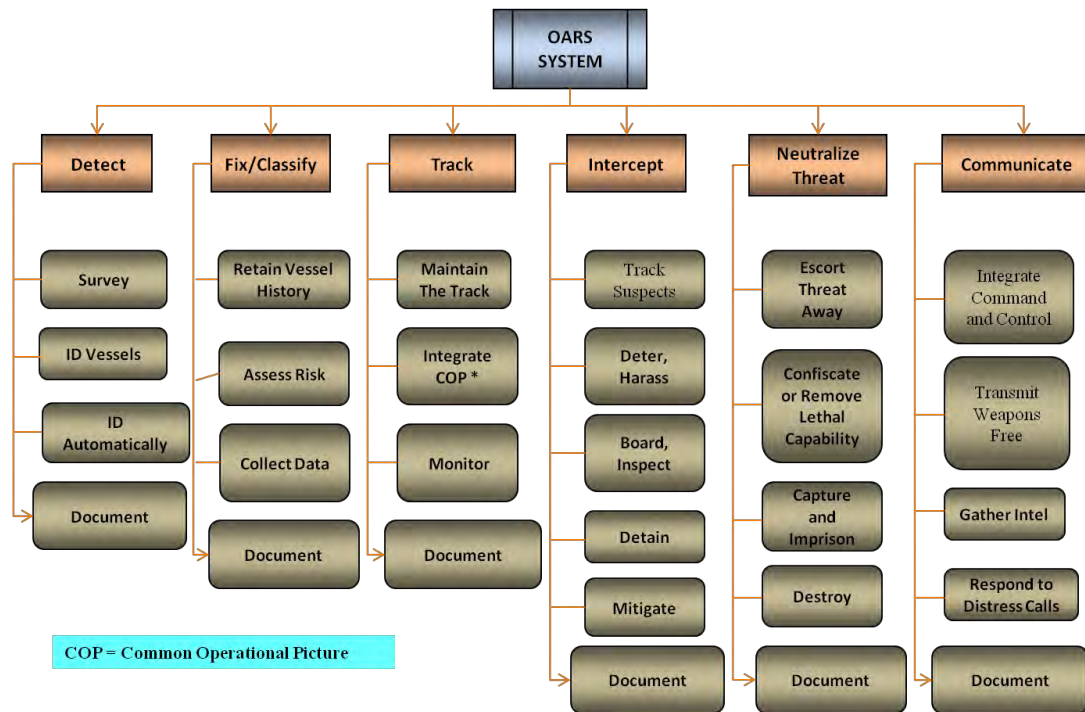 OARS
SYSTEM
Detect
Survey
ID Vessels
ID
Automatically
Document
Fix/Classify
Retain Vessel
History
Assess Risk
Collect Data
Document
Track
Maintain
The Track
Integrate
COP *
Monitor
Document
Intercept
Track
Suspects
Deter,
Harass
Board,
Inspect
Detain
Mitigate
Document
Neutralize
Threat
Escort
Threat
Away
Confiscate
or Remove
Lethal
Capability
Capture
and
Imprison
Destroy
Document
Communicate
Integrate
Command
and Control
Transmit
Weapons
Free
Gather Intel
Respond to
Distress Calls
Document
COP = Common Operational Picture